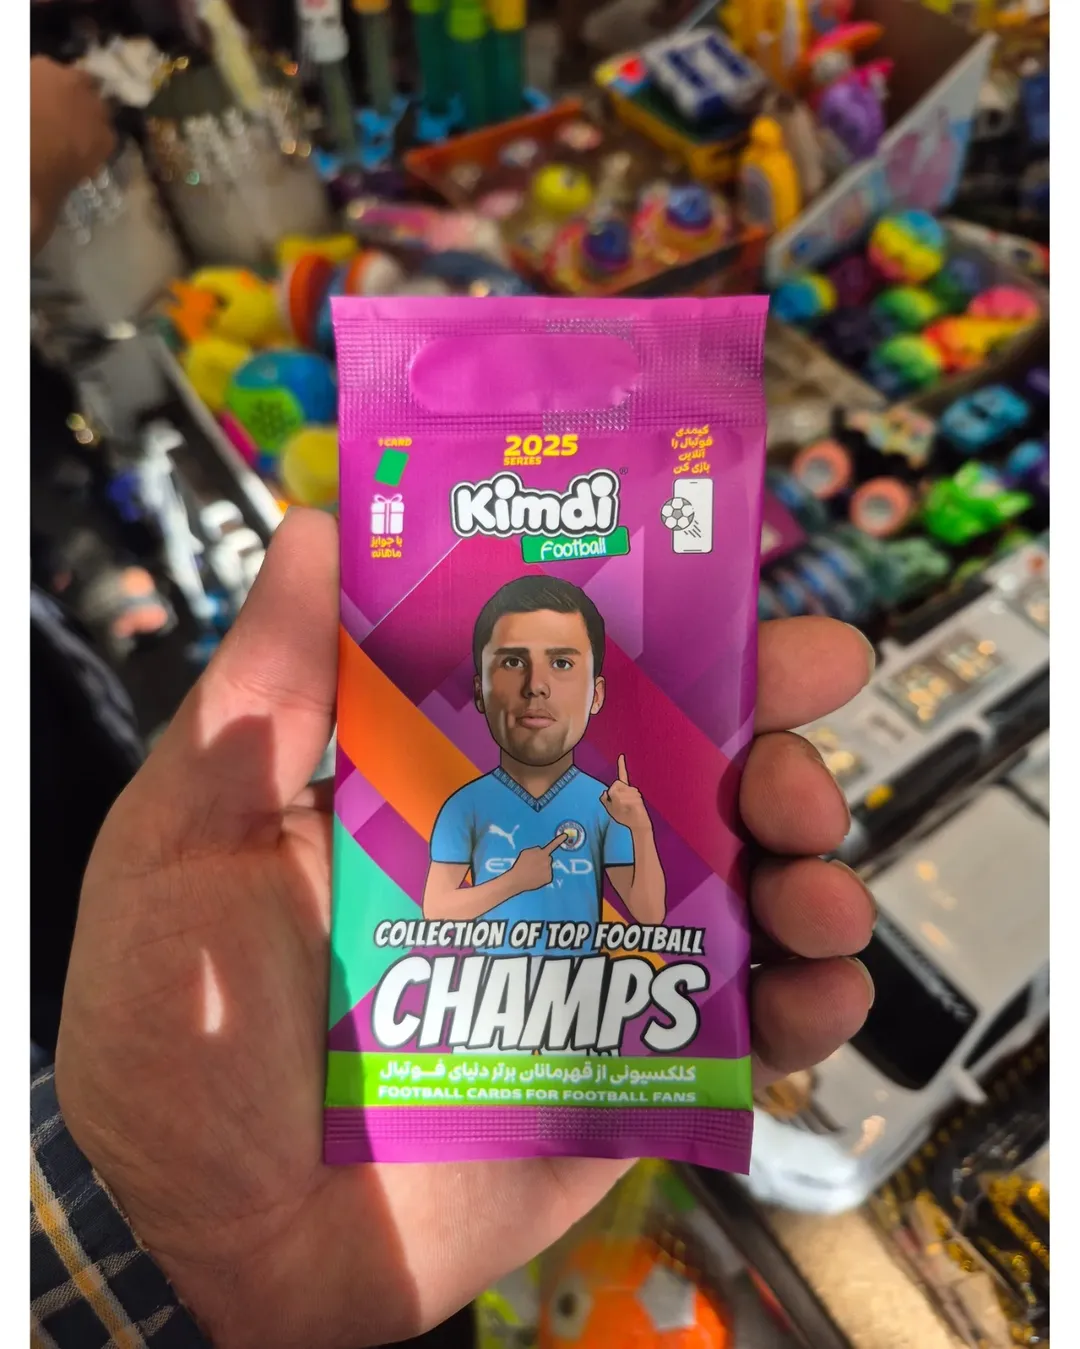 1 CARD
با جوایز
ماهانه
2025
SERIES
Kimdi®
Football
کیمدی
فوتبال را
آنلاین
بازی کن
ETIHAD
COLLECTION OF TOP FOOTBALL
CHAMPS
کلکسیونی از قهرمانان برتر دنیای فوتبال
FOOTBALL CARDS FOR FOOTBALL FANS